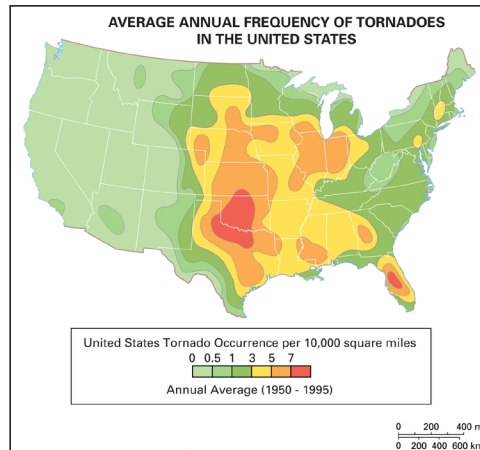 AVERAGE ANNUAL FREQUENCY OF TORNADOES
IN THE UNITED STATES
United States Tornado Occurrence per 10,000 square miles
0 0.5 1 3 5 7
Annual Average (1950 - 1995)
0 200 400 m
0 200 400 600 km